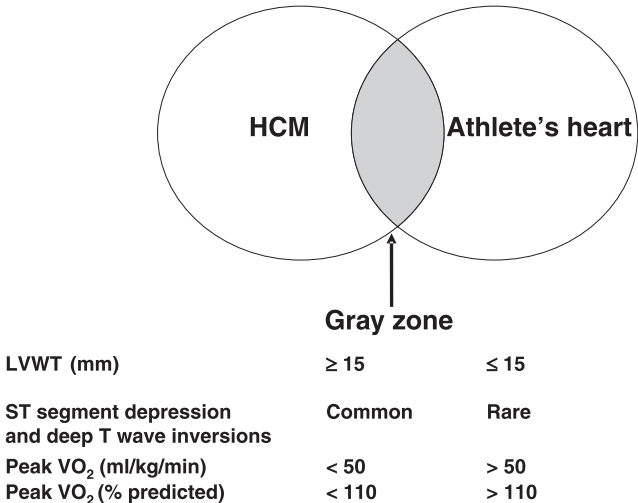 HCM Athlete's heart
Gray zone
LVWT (mm) ≥ 15 ≤ 15
ST segment depression Common Rare
and deep T wave inversions
Peak VO₂ (ml/kg/min) < 50 > 50
Peak VO₂ (% predicted) < 110 > 110